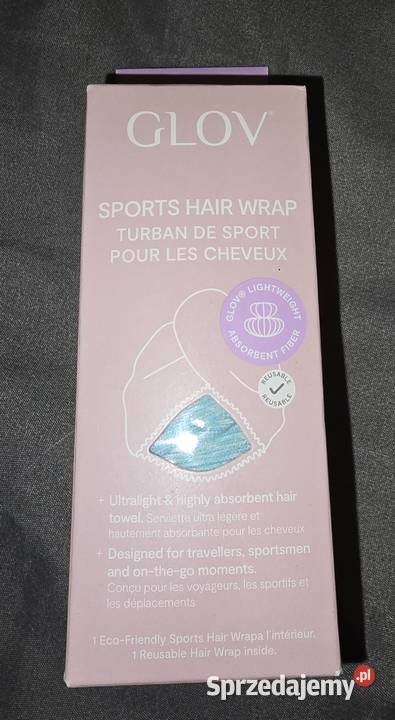 GLOV®
SPORTS HAIR WRAP
TURBAN DE SPORT
POUR LES CHEVEUX
GLOV® LIGHTWEIGHT
ABSORBENT FIBER
REUSABLE
REUSABLE
+ Ultralight & highly absorbent hair
towel. Serviette ultra légère et
hautement absorbante pour les cheveux
+ Designed for travellers, sportsmen
and on-the-go moments.
Conçu pour les voyageurs, les sportifs et
les déplacements
1 Eco-Friendly Sports Hair Wrapa l'intérieur.
1 Reusable Hair Wrap inside.
Sprzedajemy.pl